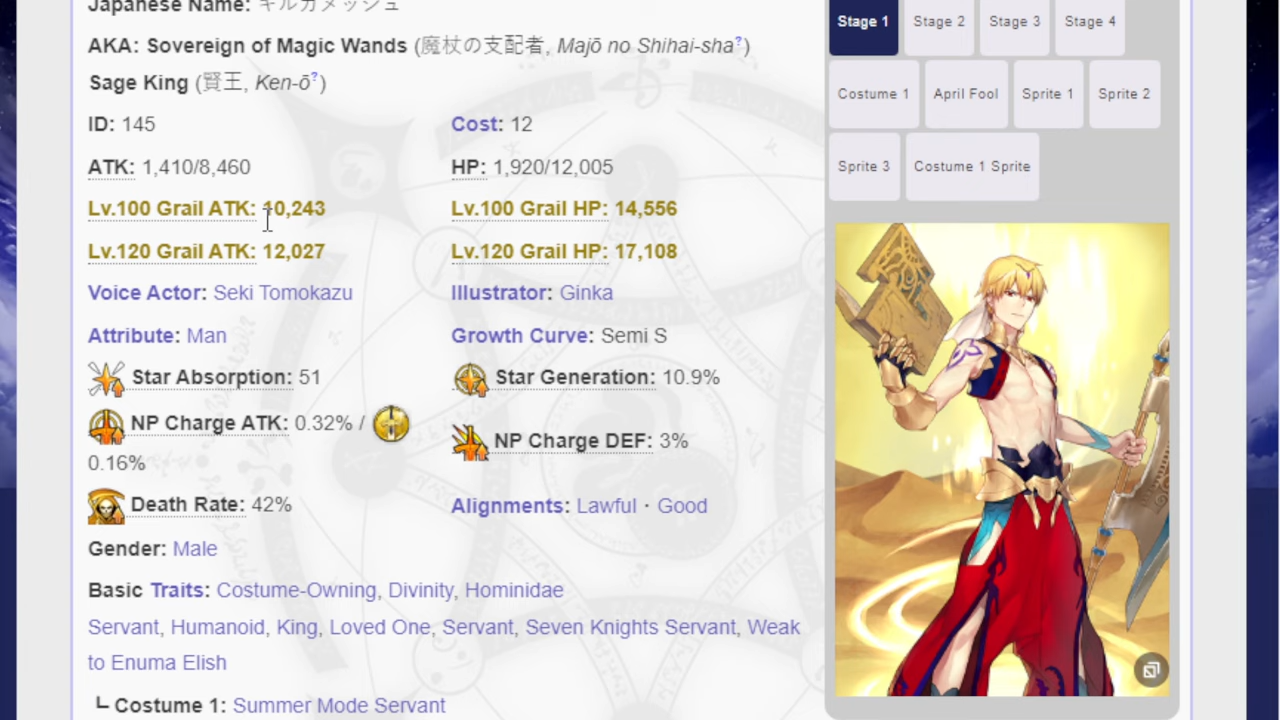 Japanese Name: ギルガメッシュ
AKA: Sovereign of Magic Wands (魔杖の支配者, Majō no Shihai-sha?)
Sage King (賢王, Ken-ō?)
ID: 145
Cost: 12
ATK: 1,410/8,460
HP: 1,920/12,005
Lv.100 Grail ATK: 10,243
Lv.100 Grail HP: 14,556
Lv.120 Grail ATK: 12,027
Lv.120 Grail HP: 17,108
Voice Actor: Seki Tomokazu
Illustrator: Ginka
Attribute: Man
Growth Curve: Semi S
Star Absorption: 51
Star Generation: 10.9%
NP Charge ATK: 0.32% /
0.16%
NP Charge DEF: 3%
Death Rate: 42%
Alignments: Lawful · Good
Gender: Male
Basic Traits: Costume-Owning, Divinity, Hominidae
Servant, Humanoid, King, Loved One, Servant, Seven Knights Servant, Weak
to Enuma Elish
┗ Costume 1: Summer Mode Servant
Stage 1 Stage 2 Stage 3 Stage 4
Costume 1 April Fool Sprite 1 Sprite 2
Sprite 3 Costume 1 Sprite